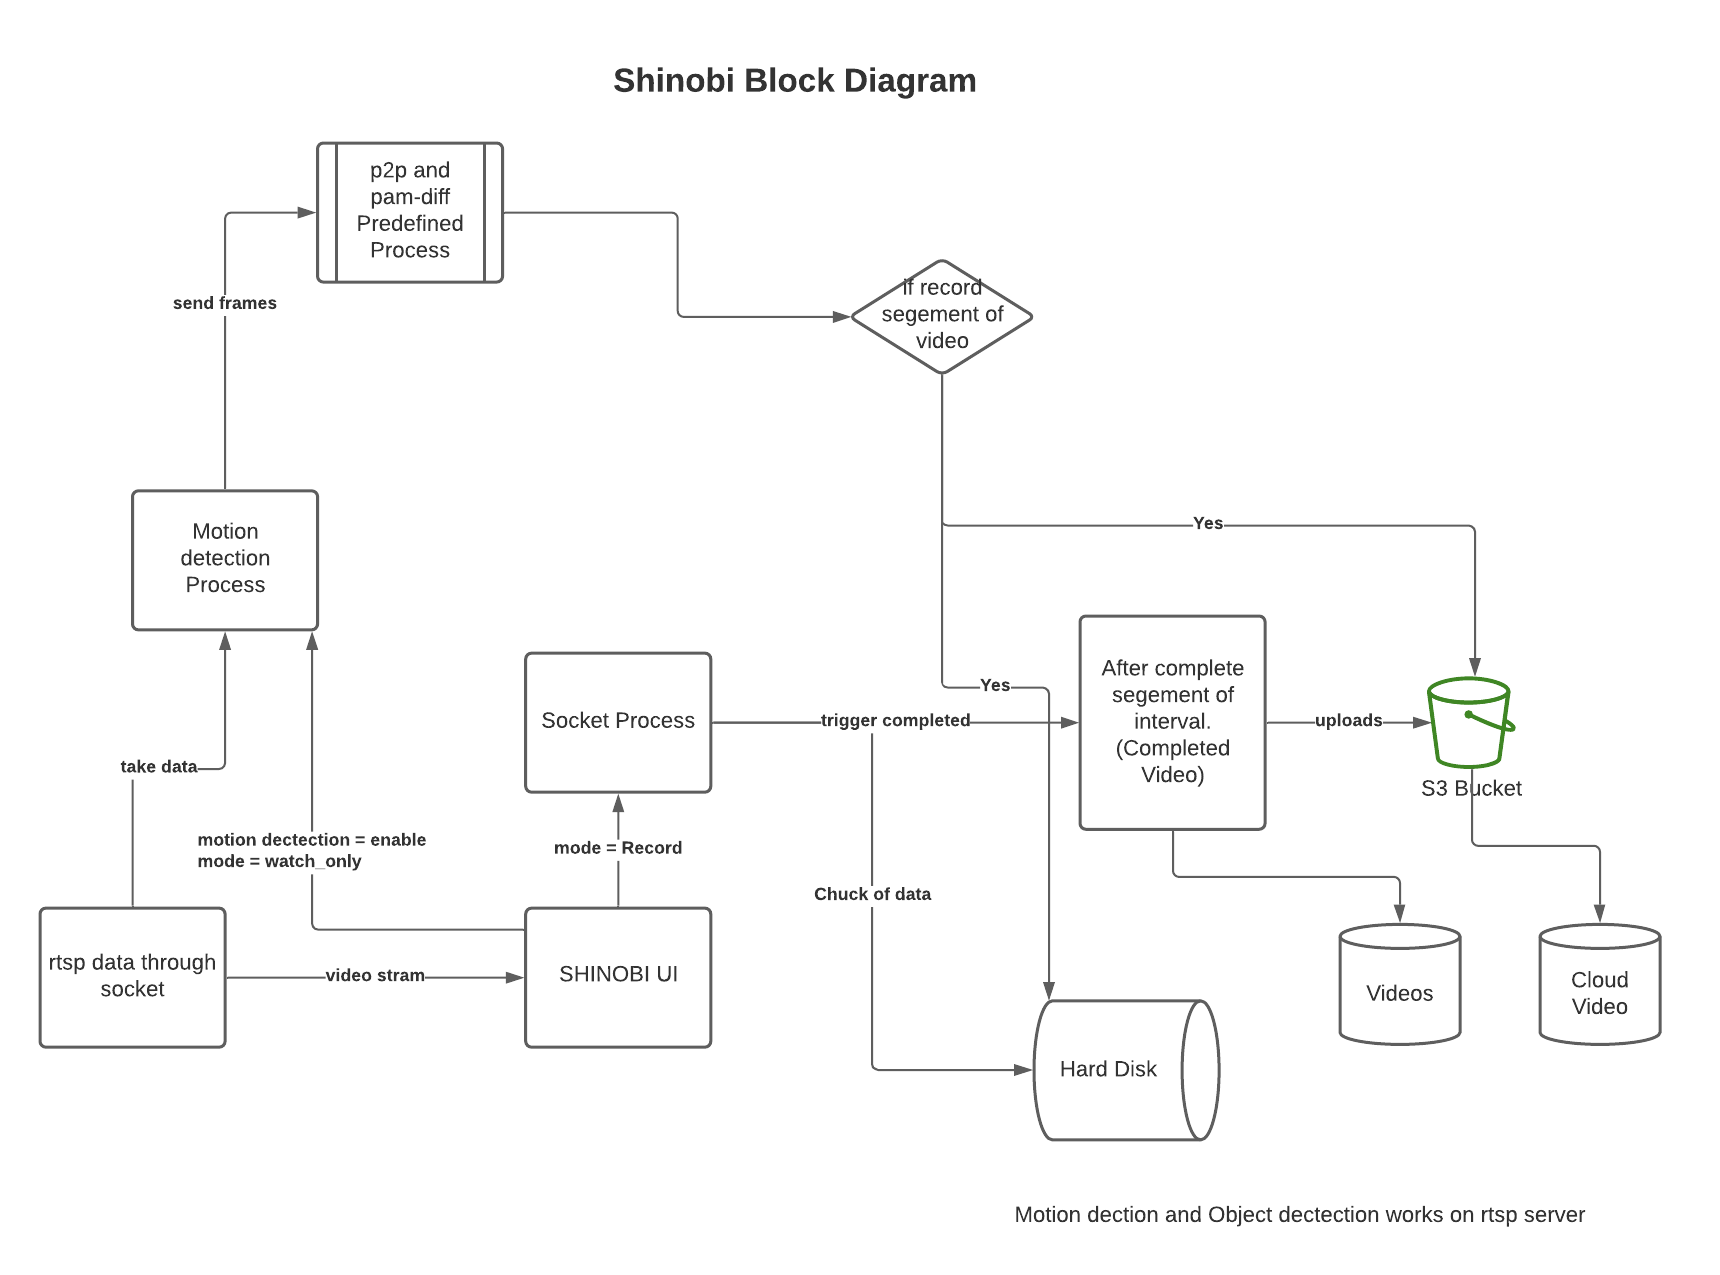 Shinobi Block Diagram
p2p and
pam-diff
Predefined
Process
if record
segement of
video
send frames
Motion
detection
Process
Yes
Socket Process
trigger completed
Yes
After complete
segement of
interval.
(Completed
Video)
uploads
S3 Bucket
take data
motion dectection = enable
mode = watch_only
mode = Record
Chuck of data
rtsp data through
socket
video stram
SHINOBI UI
Hard Disk
Videos
Cloud
Video
Motion dection and Object dectection works on rtsp server